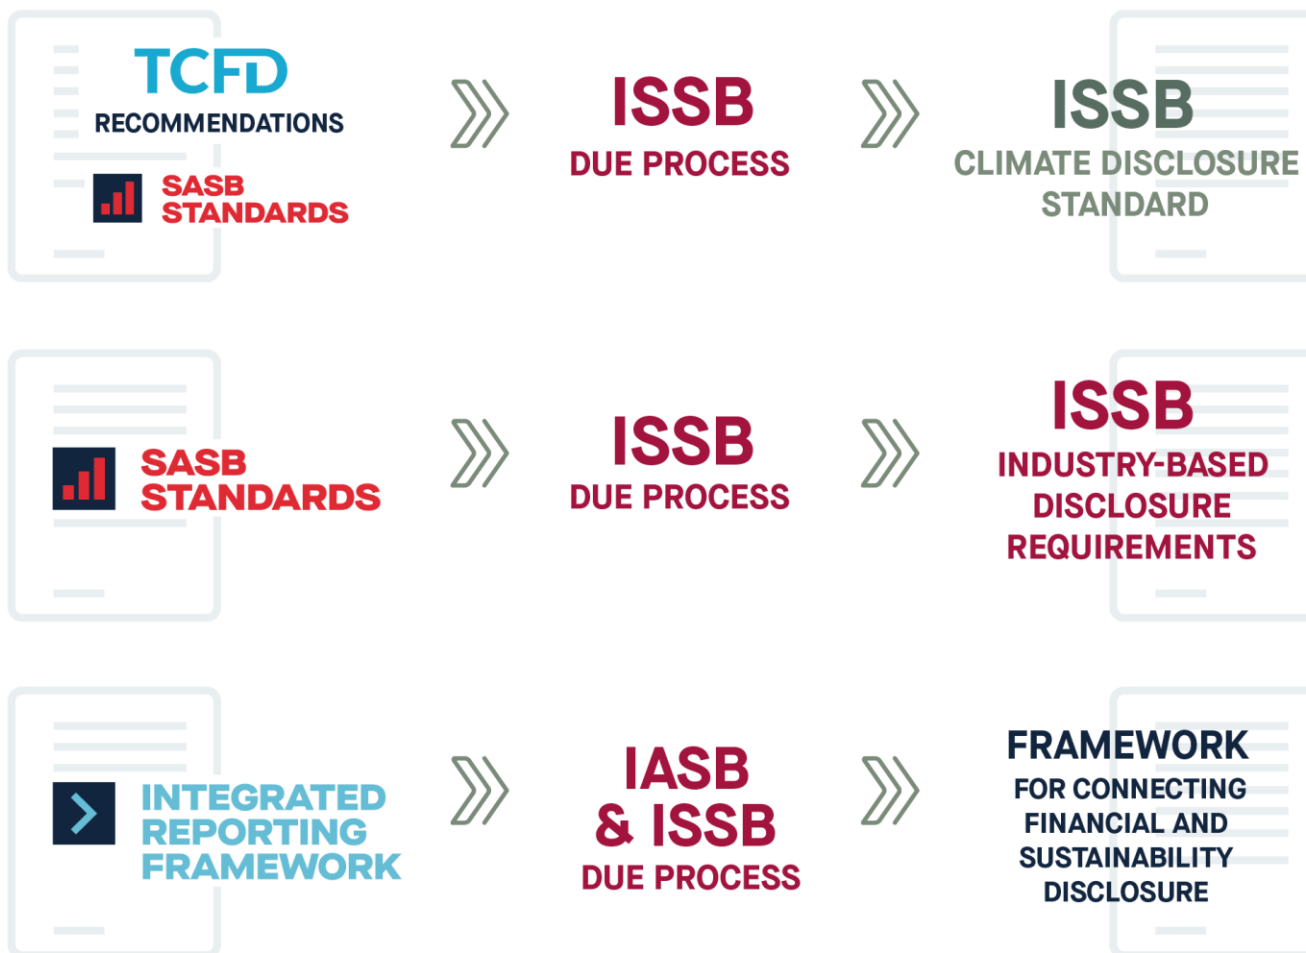 TCFD
RECOMMENDATIONS
SASB
STANDARDS
ISSB
DUE PROCESS
ISSB
CLIMATE DISCLOSURE
STANDARD
SASB
STANDARDS
ISSB
DUE PROCESS
ISSB
INDUSTRY-BASED
DISCLOSURE
REQUIREMENTS
INTEGRATED
REPORTING
FRAMEWORK
IASB
& ISSB
DUE PROCESS
FRAMEWORK
FOR CONNECTING
FINANCIAL AND
SUSTAINABILITY
DISCLOSURE